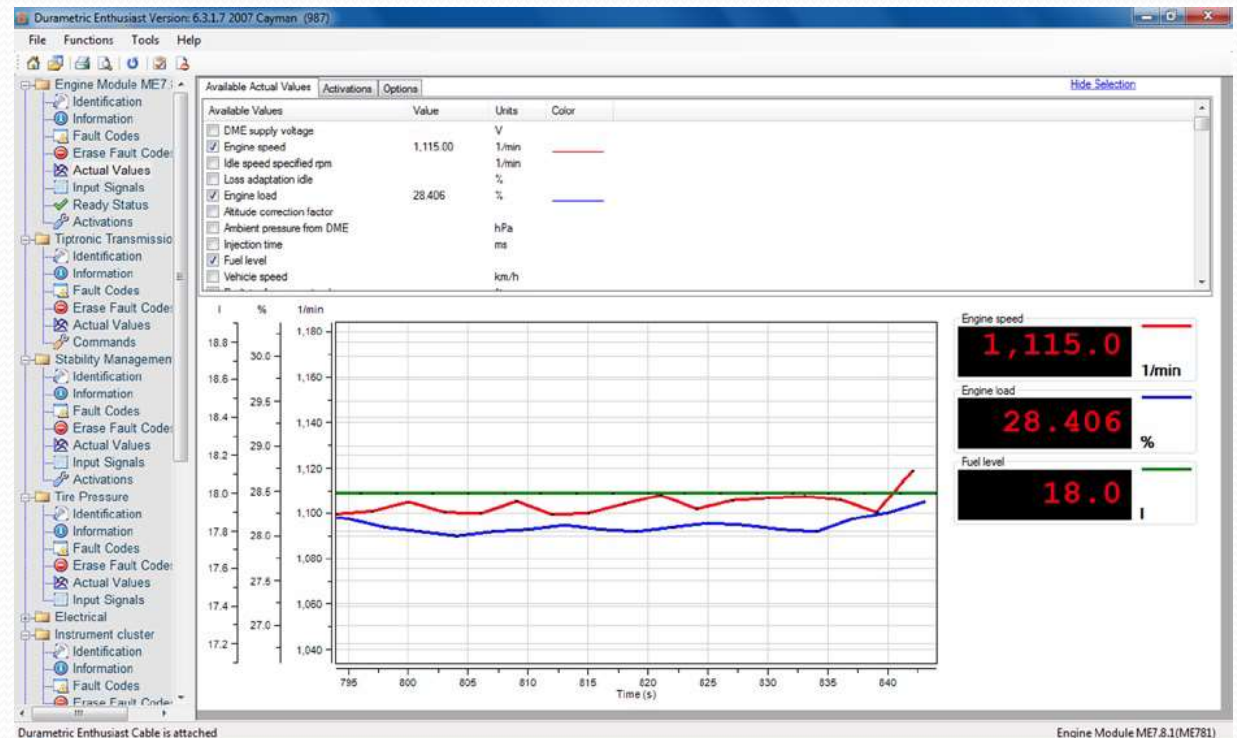 Durametric Enthusiast Version: 6.3.1.7 2007 Cayman (987)
File Functions Tools Help
Engine Module ME7.
Identification
Information
Fault Codes
Erase Fault Code
Actual Values
Input Signals
Ready Status
Activations
Tiptronic Transmissio
Identification
Information
Fault Codes
Erase Fault Code
Actual Values
Commands
Stability Managemen
Identification
Information
Fault Codes
Erase Fault Code
Actual Values
Input Signals
Activations
Tire Pressure
Identification
Information
Fault Codes
Erase Fault Code
Actual Values
Input Signals
Electrical
Instrument cluster
Identification
Information
Fault Codes
Erase Fault Code
Available Actual Values Activations Options Hide Selection
Available Values Value Units Color
DME supply voltage V
Engine speed 1,115.00 1/min
Idle speed specified rpm 1/min
Loss adaptation idle %
Engine load 28.406 %
Altitude correction factor
Ambient pressure from DME hPa
Injection time ms
Fuel level
Vehicle speed km/h
l % 1/min
18.8
18.6
18.4
18.2
18.0
17.8
17.6
17.4
17.2
30.0
29.5
29.0
28.5
28.0
27.5
27.0
1,180
1,160
1,140
1,120
1,100
1,080
1,060
1,040
795 800 805 810 815 820 825 830 835 840
Time (s)
Engine speed
1,115.0
1/min
Engine load
28.406
%
Fuel level
18.0
l
Durametric Enthusiast Cable is attached
Engine Module ME7.8.1(ME781)